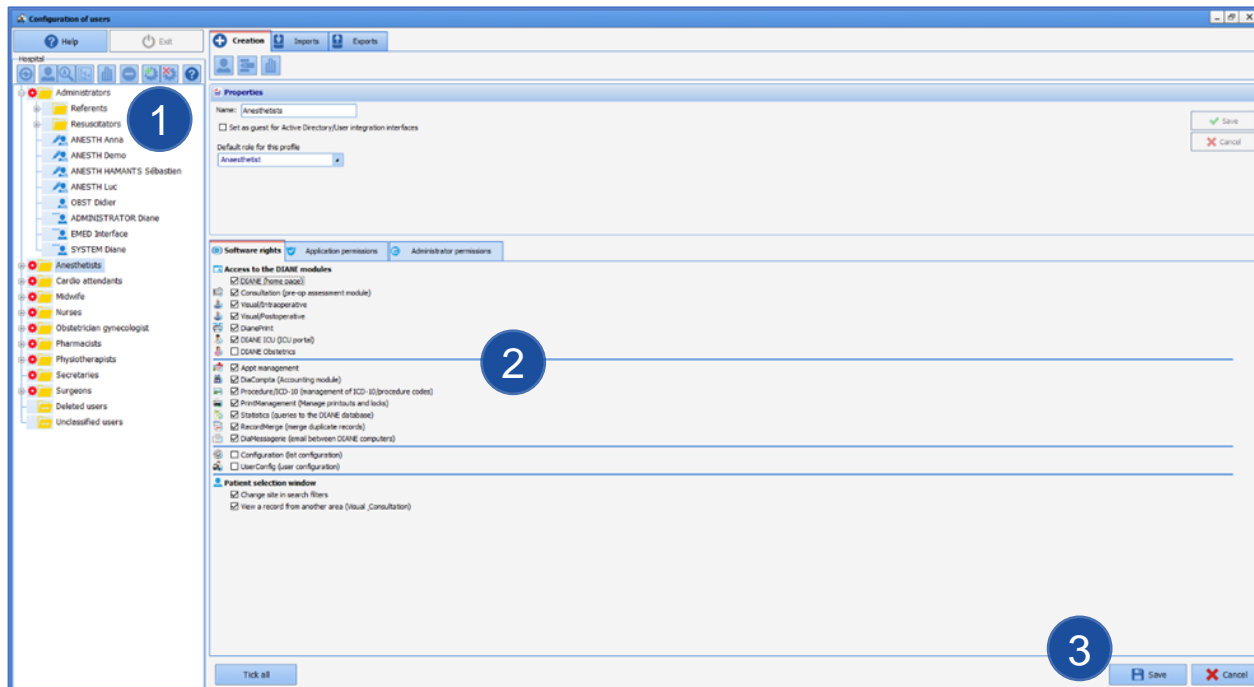 Configuration of users
Help
Exit
Hospital
Administrators
Referents
Resuscitators
ANESTH Anna
ANESTH Demo
ANESTH HAMANTS Sébastien
ANESTH Luc
OBST Didier
ADMINISTRATOR Diane
EMED Interface
SYSTEM Diane
Anesthetists
Cardio attendants
Midwife
Nurses
Obstetrician gynecologist
Pharmacists
Physiotherapists
Secretaries
Surgeons
Deleted users
Unclassified users
1
Creation
Imports
Exports
Properties
Name: Anesthetists
Set as guest for Active Directory/User integration interfaces
Default role for this profile
Anaesthetist
Save
Cancel
Software rights
Application permissions
Administrator permissions
Access to the DIANE modules
DIANE (home page)
Consultation (pre-op assessment module)
Visual/Intraoperative
Visual/Postoperative
DianePrint
DIANE ICU (ICU portal)
DIANE Obstetrics
2
Appt management
DiaCompta (Accounting module)
Procedure/ICD-10 (management of ICD-10/procedure codes)
PrintManagement (Manage printouts and locks)
Statistics (queries to the DIANE database)
RecordMerge (merge duplicate records)
DiaMessagerie (email between DIANE computers)
Configuration (list configuration)
UserConfig (user configuration)
Patient selection window
Change site in search filters
View a record from another area (Visual_Consultation)
3
Tick all
Save
Cancel